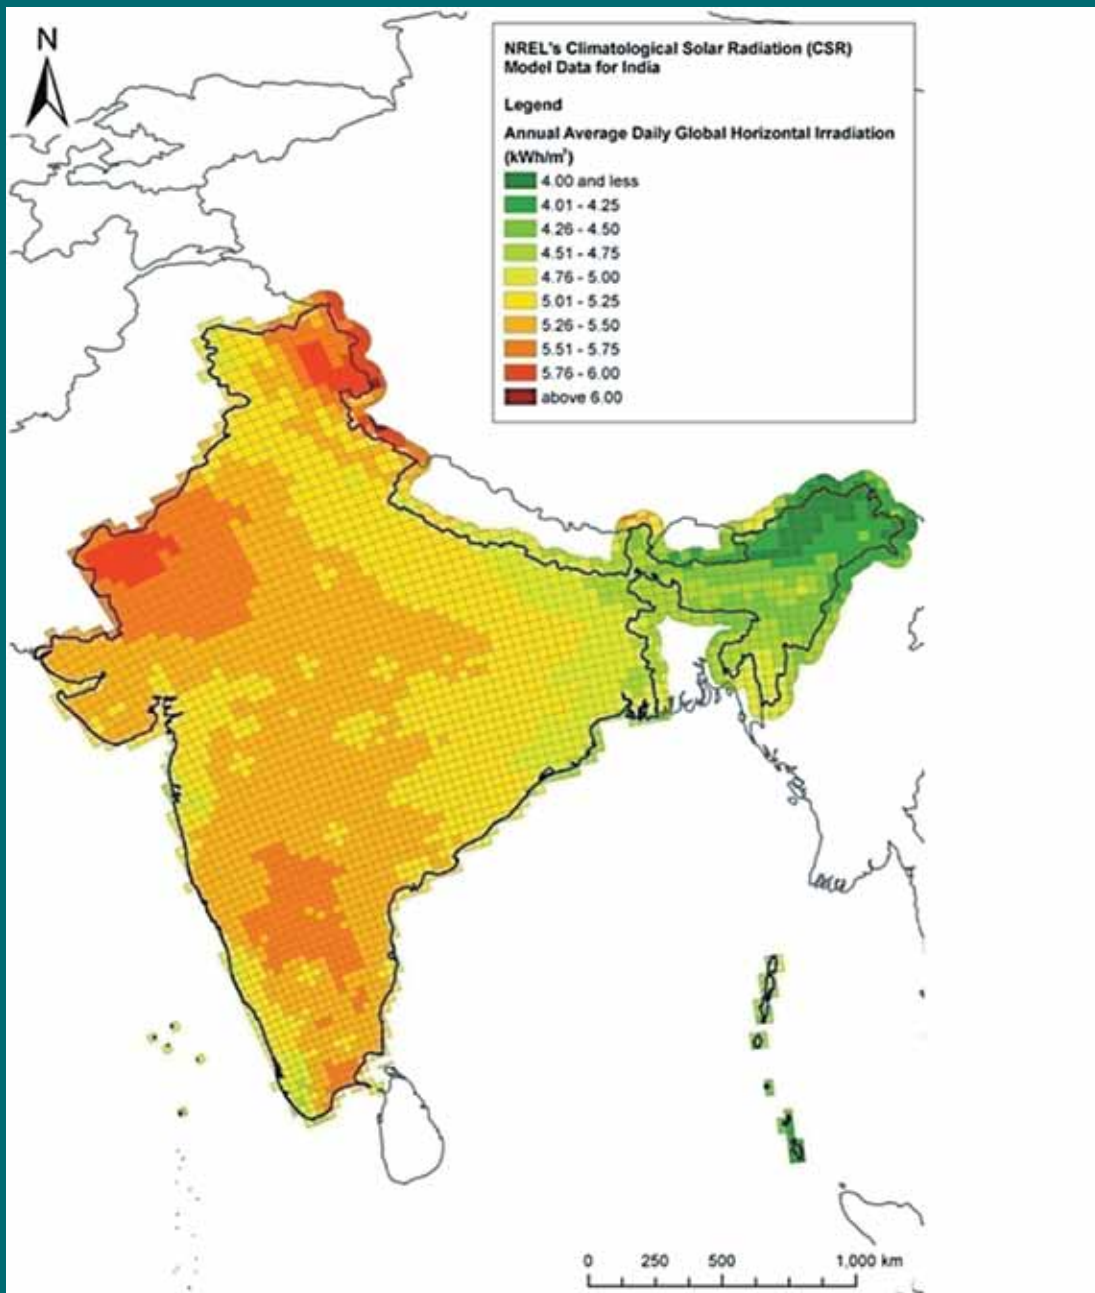 N
NREL's Climatological Solar Radiation (CSR)
Model Data for India
Legend
Annual Average Daily Global Horizontal Irradiation
(kWh/m²)
4.00 and less
4.01 - 4.25
4.26 - 4.50
4.51 - 4.75
4.76 - 5.00
5.01 - 5.25
5.26 - 5.50
5.51 - 5.75
5.76 - 6.00
above 6.00
0 250 500 1,000 km